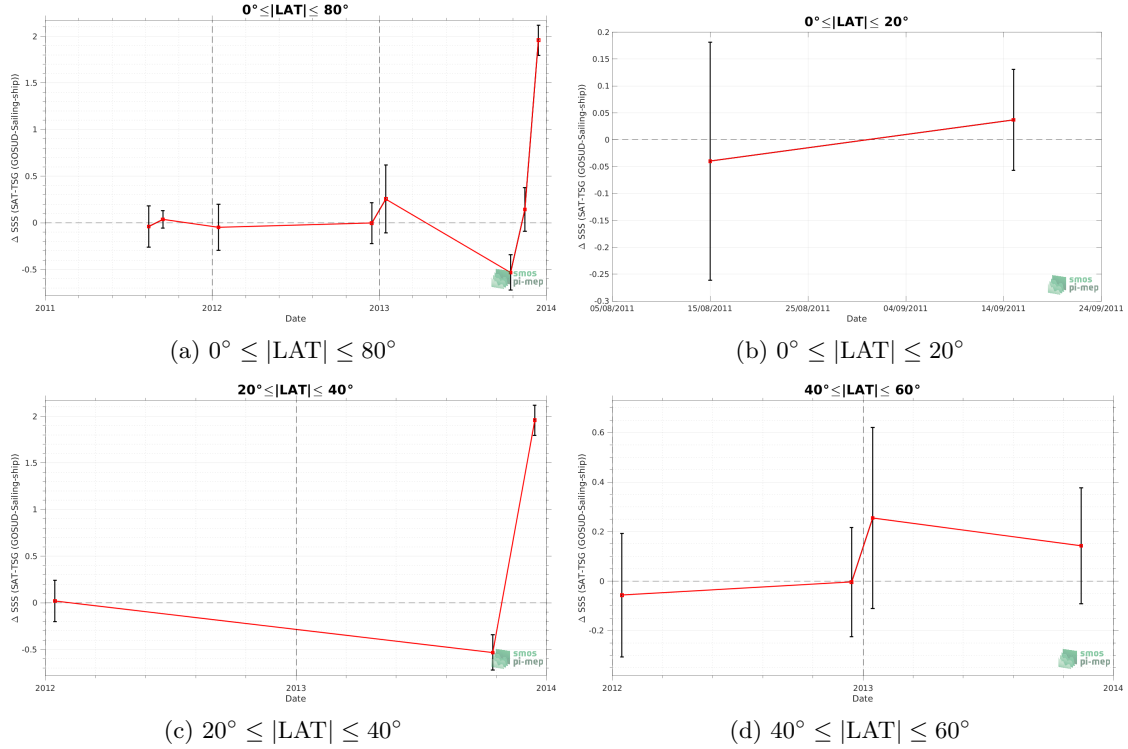 0°≤|LAT|≤ 80°
Δ SSS (SAT-TSG (GOSUD-Sailing-ship))
2
1.5
1
0.5
0
-0.5
2011
2012
2013
2014
Date
smos
pi-mep
(a) 0° ≤ |LAT| ≤ 80°
0°≤|LAT|≤ 20°
Δ SSS (SAT-TSG (GOSUD-Sailing-ship))
0.2
0.15
0.1
0.05
0
-0.05
-0.1
-0.15
-0.2
-0.25
-0.3
05/08/2011
15/08/2011
25/08/2011
04/09/2011
14/09/2011
24/09/2011
Date
smos
pi-mep
(b) 0° ≤ |LAT| ≤ 20°
20°≤|LAT|≤ 40°
Δ SSS (SAT-TSG (GOSUD-Sailing-ship))
2
1.5
1
0.5
0
-0.5
2012
2013
2014
Date
smos
pi-mep
(c) 20° ≤ |LAT| ≤ 40°
40°≤|LAT|≤ 60°
Δ SSS (SAT-TSG (GOSUD-Sailing-ship))
0.6
0.4
0.2
0
-0.2
2012
2013
2014
Date
smos
pi-mep
(d) 40° ≤ |LAT| ≤ 60°